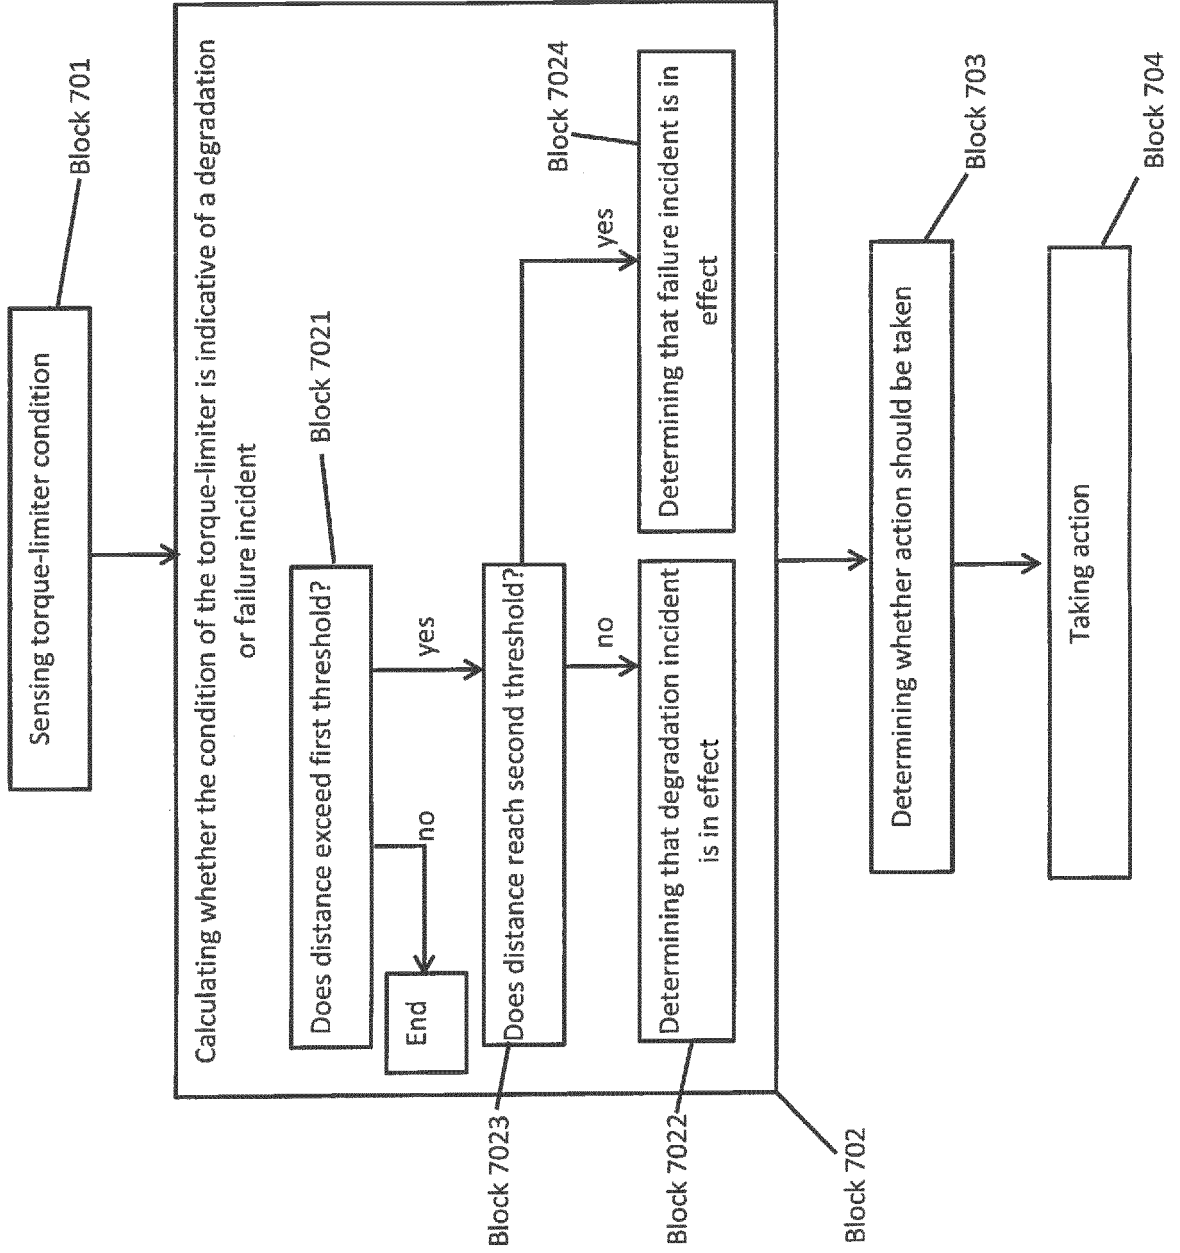 Sensing torque-limiter condition
Block 701
Calculating whether the condition of the torque-limiter is indicative of a degradation
or failure incident
Does distance exceed first threshold?
Block 7021
no
yes
End
Does distance reach second threshold?
Block 7023
no
yes
Determining that degradation incident
is in effect
Block 7022
Determining that failure incident is in
effect
Block 7024
Block 702
Determining whether action should be taken
Block 703
Taking action
Block 704